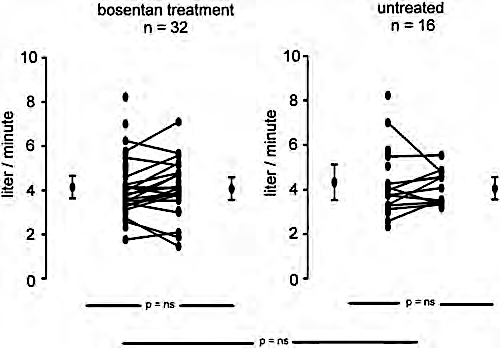 bosentan treatment
n = 32
untreated
n = 16
liter / minute
10
8
6
4
2
0
liter / minute
10
8
6
4
2
0
p = ns
p = ns
p = ns